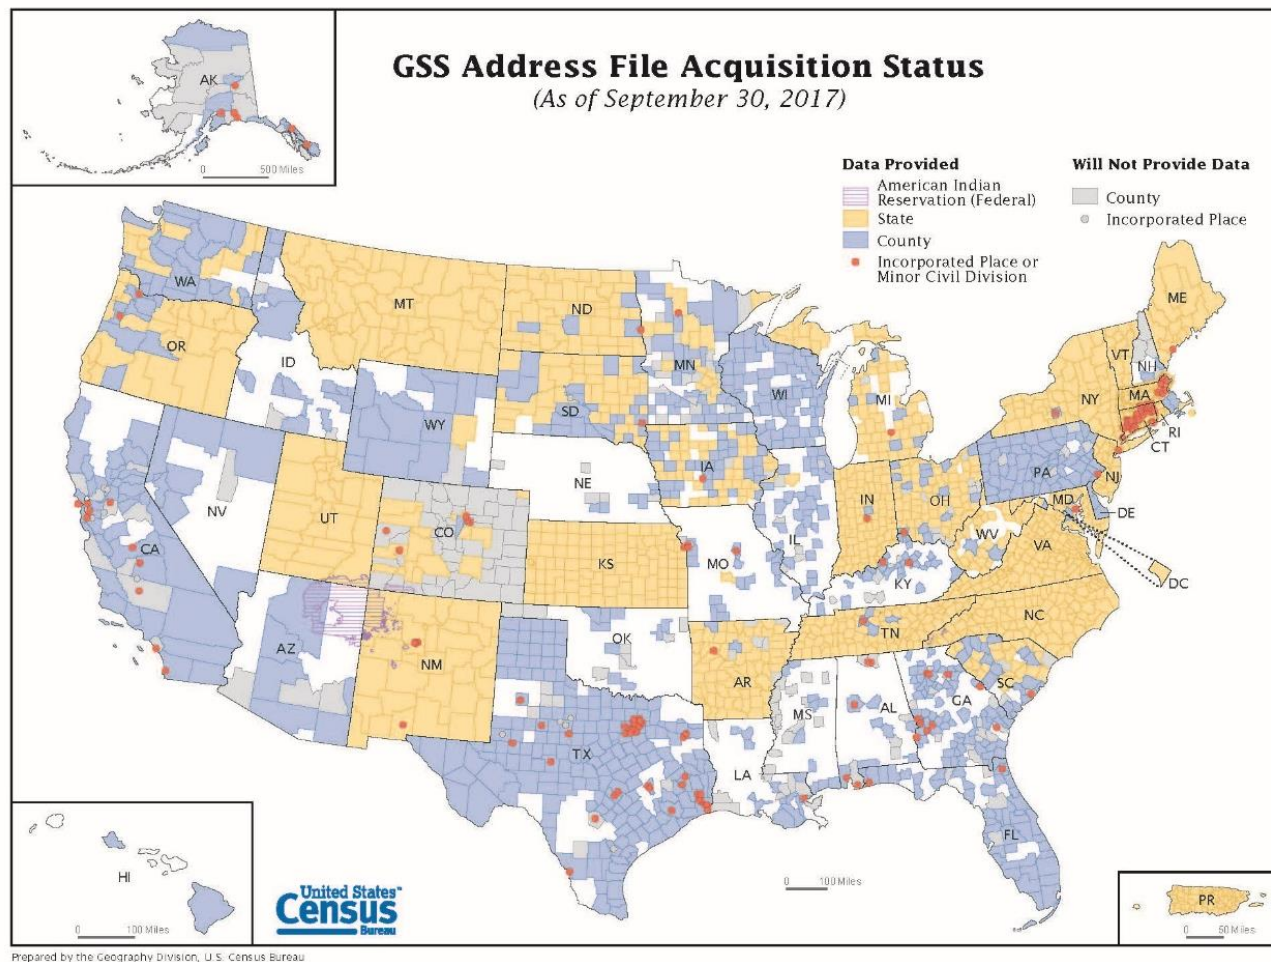 GSS Address File Acquisition Status
(As of September 30, 2017)
AK
0 500 Miles
Data Provided
American Indian
Reservation (Federal)
State
County
Incorporated Place or
Minor Civil Division
Will Not Provide Data
County
Incorporated Place
WA
MT
ND
MN
ME
OR
ID
SD
WI
MI
VT
NH
NY
MA
WY
IA
RI
CT
NE
PA
NJ
NV
UT
CO
IL
IN
OH
MD
DE
WV
CA
KS
MO
VA
KY
DC
AZ
NM
OK
TN
NC
AR
SC
MS
AL
GA
TX
LA
FL
HI
0 100 Miles
United States™
Census
Bureau
0 100 Miles
PR
0 50 Miles
Prepared by the Geography Division, U.S. Census Bureau